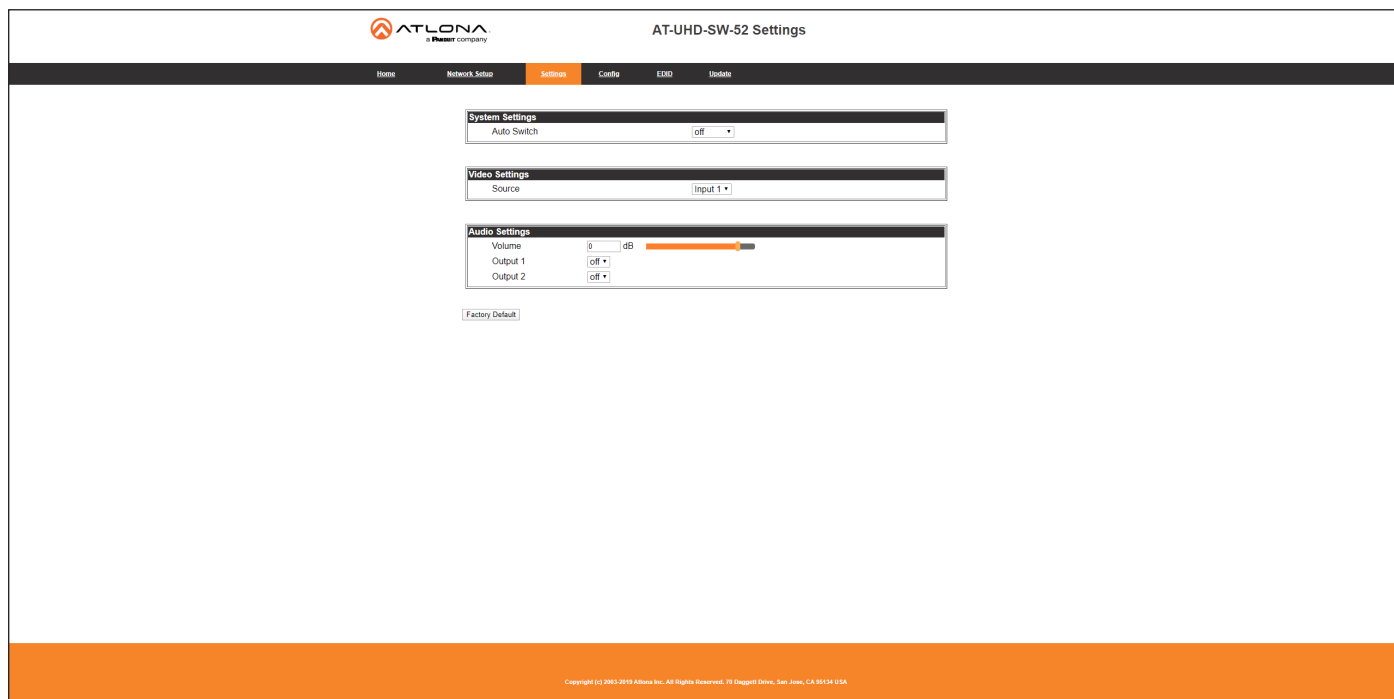 ATLONA.
a PANDUIT company
AT-UHD-SW-52 Settings
Home Network Setup Settings Config EDID Update
System Settings
Auto Switch off
Video Settings
Source Input 1
Audio Settings
Volume 0 dB
Output 1 off
Output 2 off
Factory Default
Copyright (c) 2003-2019 Atlona Inc. All Rights Reserved. 70 Daggett Drive, San Jose, CA 95134 USA